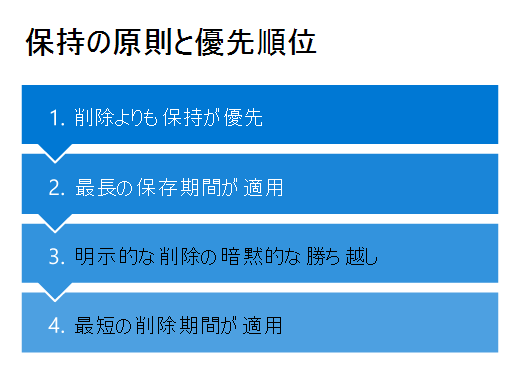 保持の原則と優先順位
1. 削除よりも保持が優先
2. 最長の保存期間が適用
3. 明示的な削除の暗黙的な勝ち越し
4. 最短の削除期間が適用